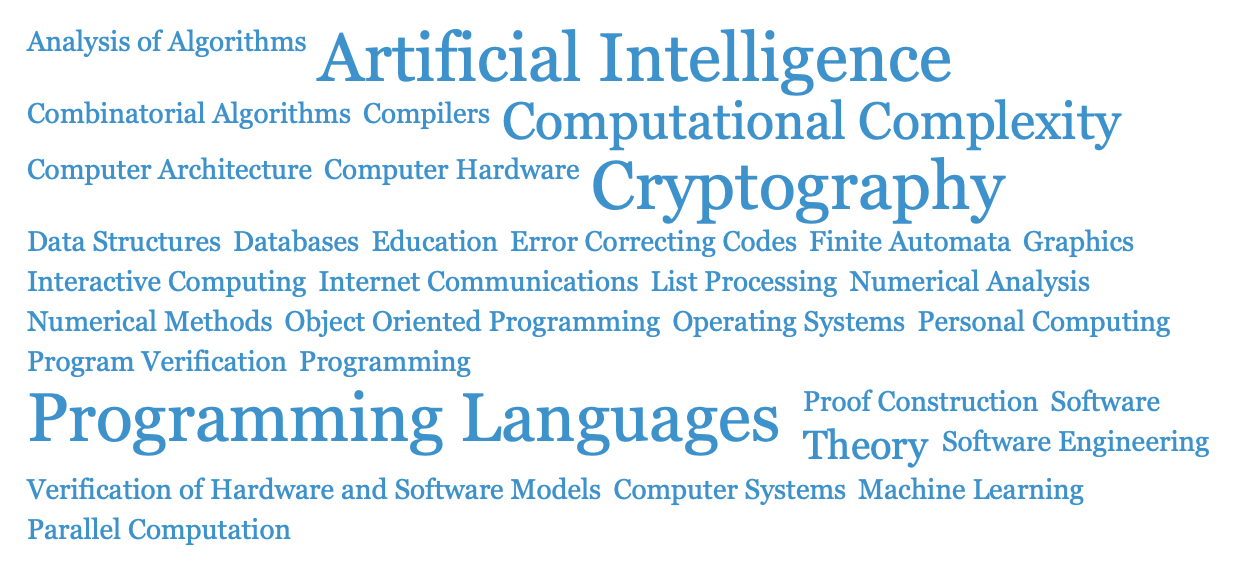 Analysis of Algorithms Artificial Intelligence
Combinatorial Algorithms Compilers Computational Complexity
Computer Architecture Computer Hardware Cryptography
Data Structures Databases Education Error Correcting Codes Finite Automata Graphics
Interactive Computing Internet Communications List Processing Numerical Analysis
Numerical Methods Object Oriented Programming Operating Systems Personal Computing
Program Verification Programming
Programming Languages
Proof Construction Software
Theory Software Engineering
Verification of Hardware and Software Models Computer Systems Machine Learning
Parallel Computation